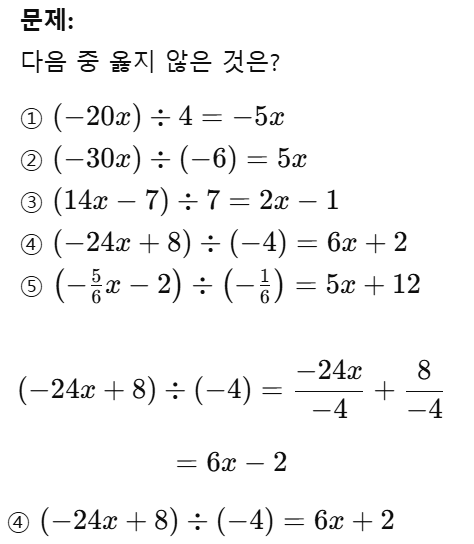 문제:
다음 중 옳지 않은 것은?
① (−20x) ÷ 4 = −5x
② (−30x) ÷ (−6) = 5x
③ (14x − 7) ÷ 7 = 2x − 1
④ (−24x + 8) ÷ (−4) = 6x + 2
⑤ (−5/6 x − 2) ÷ (−1/6) = 5x + 12
(−24x + 8) ÷ (−4) = −24x/−4 + 8/−4
= 6x − 2
④ (−24x + 8) ÷ (−4) = 6x + 2